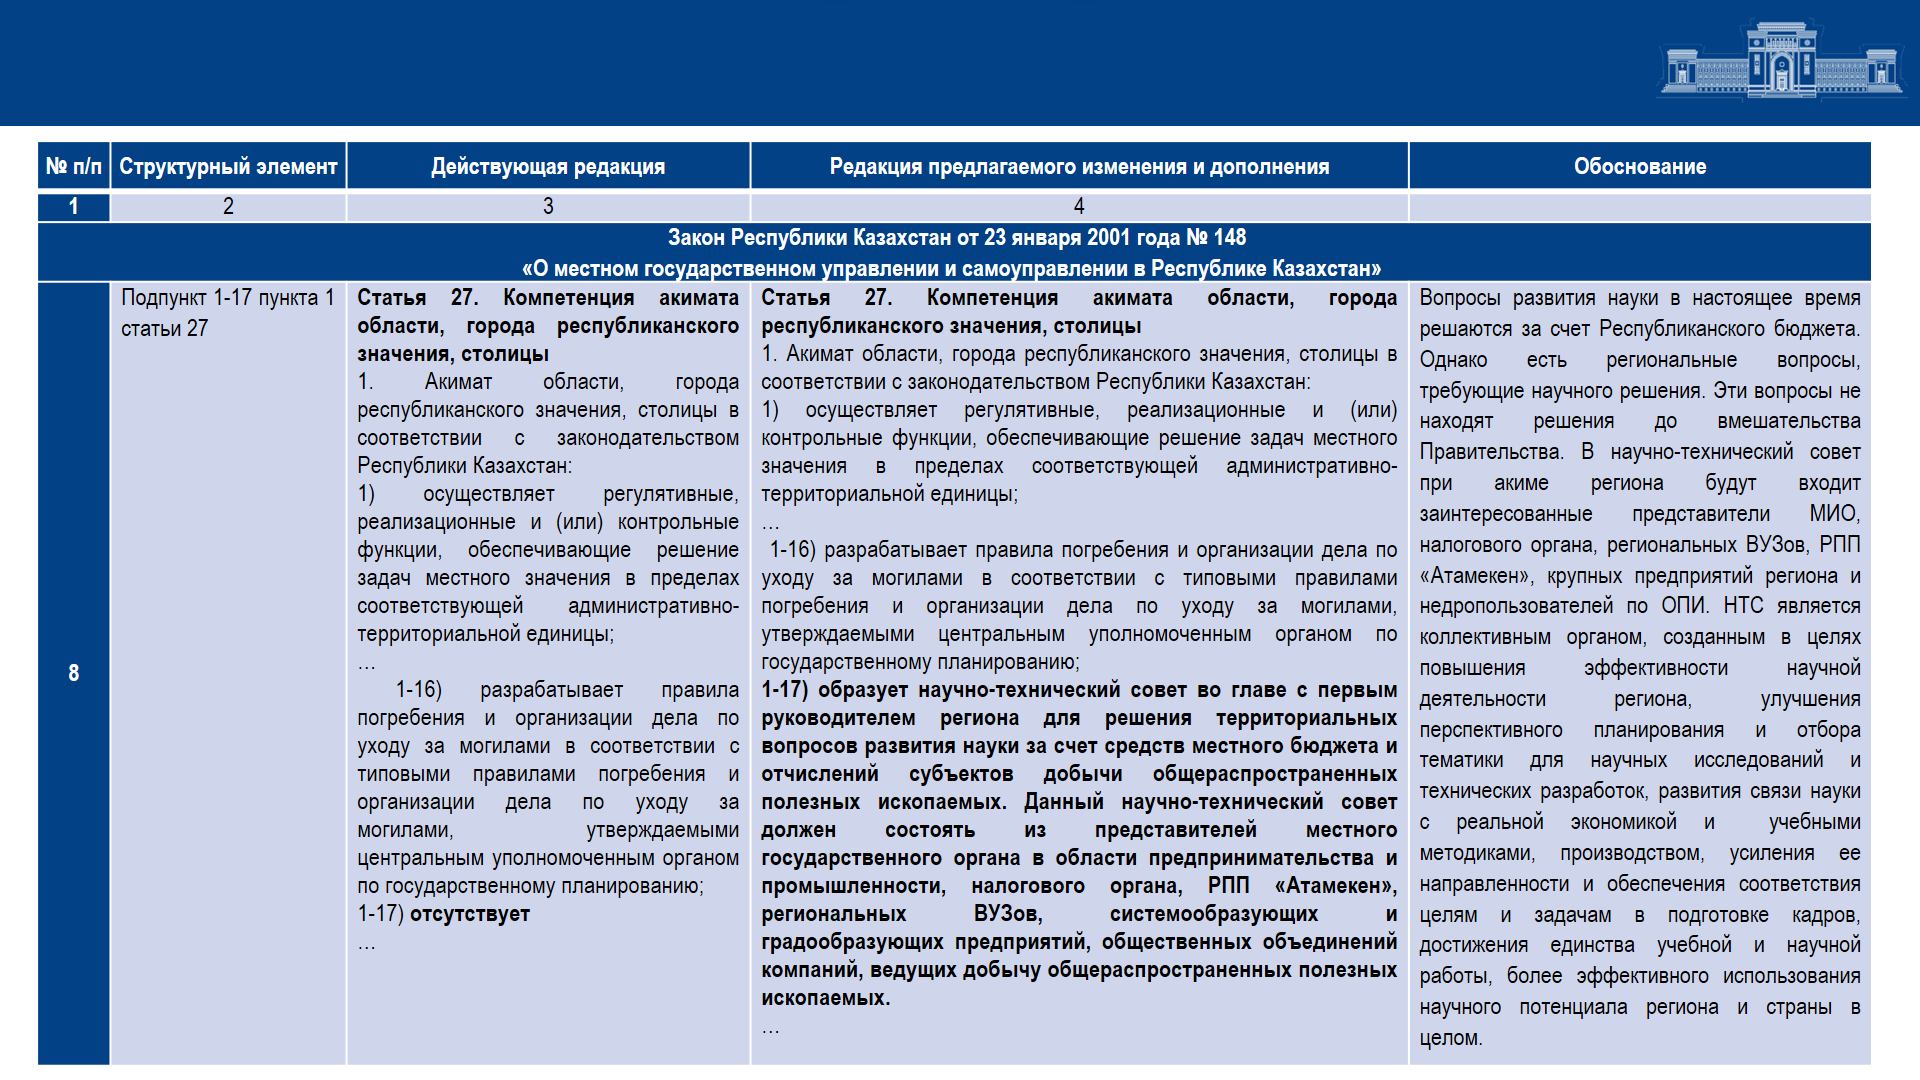 № п/п
Структурный элемент
Действующая редакция
Редакция предлагаемого изменения и дополнения
Обоснование
1
2
3
4
Закон Республики Казахстан от 23 января 2001 года № 148
«О местном государственном управлении и самоуправлении в Республике Казахстан»
8
Подпункт 1-17 пункта 1
статьи 27
Статья 27. Компетенция акимата
области, города республиканского
значения, столицы
1. Акимат области, города
республиканского значения, столицы в
соответствии с законодательством
Республики Казахстан:
1) осуществляет регулятивные,
реализационные и (или) контрольные
функции, обеспечивающие решение
задач местного значения в пределах
соответствующей административно-
территориальной единицы;
…
1-16) разрабатывает правила
погребения и организации дела по
уходу за могилами в соответствии с
типовыми правилами погребения и
организации дела по уходу за
могилами, утверждаемыми
центральным уполномоченным органом
по государственному планированию;
1-17) отсутствует
…
Статья 27. Компетенция акимата области, города
республиканского значения, столицы
1. Акимат области, города республиканского значения, столицы в
соответствии с законодательством Республики Казахстан:
1) осуществляет регулятивные, реализационные и (или)
контрольные функции, обеспечивающие решение задач местного
значения в пределах соответствующей административно-
территориальной единицы;
…
1-16) разрабатывает правила погребения и организации дела по
уходу за могилами в соответствии с типовыми правилами
погребения и организации дела по уходу за могилами,
утверждаемыми центральным уполномоченным органом по
государственному планированию;
1-17) образует научно-технический совет во главе с первым
руководителем региона для решения территориальных
вопросов развития науки за счет средств местного бюджета и
отчислений субъектов добычи общераспространенных
полезных ископаемых. Данный научно-технический совет
должен состоять из представителей местного
государственного органа в области предпринимательства и
промышленности, налогового органа, РПП «Атамекен»,
региональных ВУЗов, системообразующих и
градообразующих предприятий, общественных объединений
компаний, ведущих добычу общераспространенных полезных
ископаемых.
…
Вопросы развития науки в настоящее время
решаются за счет Республиканского бюджета.
Однако есть региональные вопросы,
требующие научного решения. Эти вопросы не
находят решения до вмешательства
Правительства. В научно-технический совет
при акиме региона будут входит
заинтересованные представители МИО,
налогового органа, региональных ВУЗов, РПП
«Атамекен», крупных предприятий региона и
недропользователей по ОПИ. НТС является
коллективным органом, созданным в целях
повышения эффективности научной
деятельности региона, улучшения
перспективного планирования и отбора
тематики для научных исследований и
технических разработок, развития связи науки
с реальной экономикой и учебными
методиками, производством, усиления ее
направленности и обеспечения соответствия
целям и задачам в подготовке кадров,
достижения единства учебной и научной
работы, более эффективного использования
научного потенциала региона и страны в
целом.